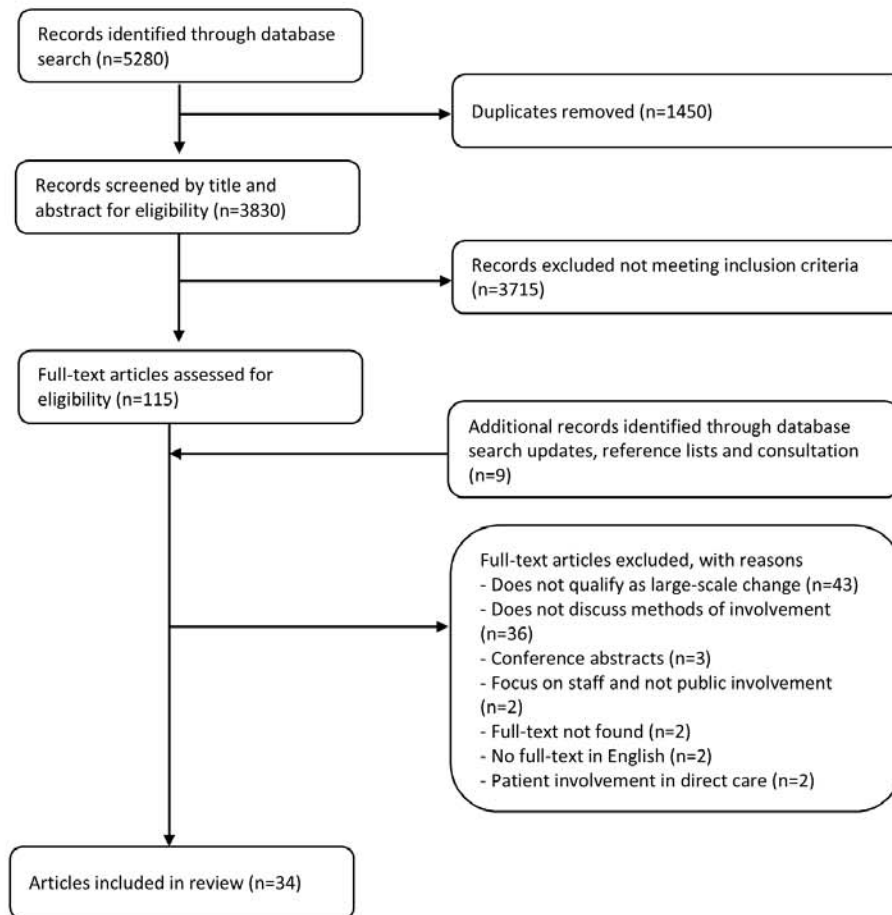 Records identified through database
search (n=5280)
Duplicates removed (n=1450)
Records screened by title and
abstract for eligibility (n=3830)
Records excluded not meeting inclusion criteria
(n=3715)
Full-text articles assessed for
eligibility (n=115)
Additional records identified through database
search updates, reference lists and consultation
(n=9)
Full-text articles excluded, with reasons
- Does not qualify as large-scale change (n=43)
- Does not discuss methods of involvement
(n=36)
- Conference abstracts (n=3)
- Focus on staff and not public involvement
(n=2)
- Full-text not found (n=2)
- No full-text in English (n=2)
- Patient involvement in direct care (n=2)
Articles included in review (n=34)